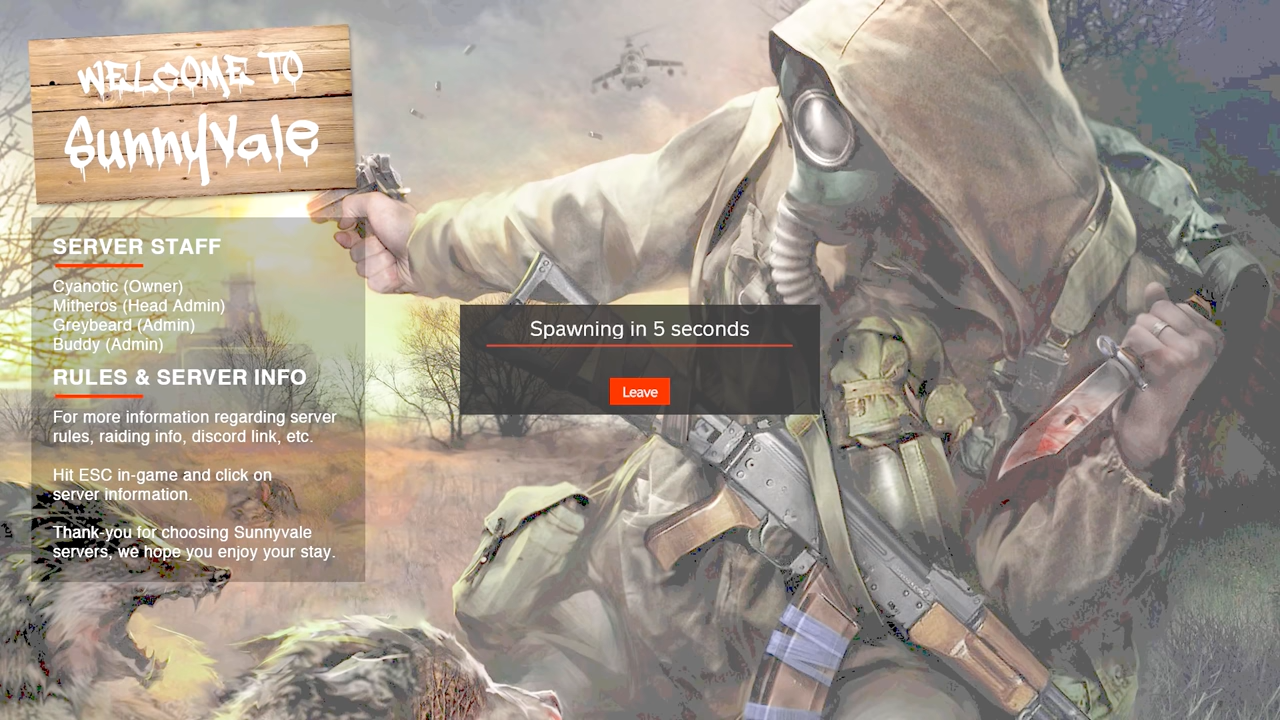 WELCOME TO
SunnyVale
SERVER STAFF
Cyanotic (Owner)
Mitheros (Head Admin)
Greybeard (Admin)
Buddy (Admin)
RULES & SERVER INFO
For more information regarding server
rules, raiding info, discord link, etc.
Hit ESC in-game and click on
server information.
Thank-you for choosing Sunnyvale
servers, we hope you enjoy your stay.
Spawning in 5 seconds
Leave